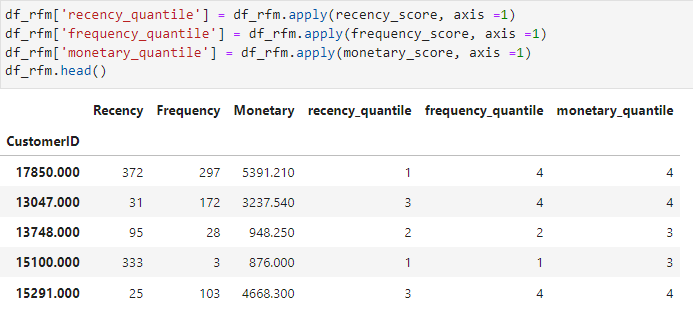 df_rfm['recency_quantile'] = df_rfm.apply(recency_score, axis =1)
df_rfm['frequency_quantile'] = df_rfm.apply(frequency_score, axis =1)
df_rfm['monetary_quantile'] = df_rfm.apply(monetary_score, axis =1)
df_rfm.head()
Recency Frequency Monetary recency_quantile frequency_quantile monetary_quantile
CustomerID
17850.000 372 297 5391.210 1 4 4
13047.000 31 172 3237.540 3 4 4
13748.000 95 28 948.250 2 2 3
15100.000 333 3 876.000 1 1 3
15291.000 25 103 4668.300 3 4 4